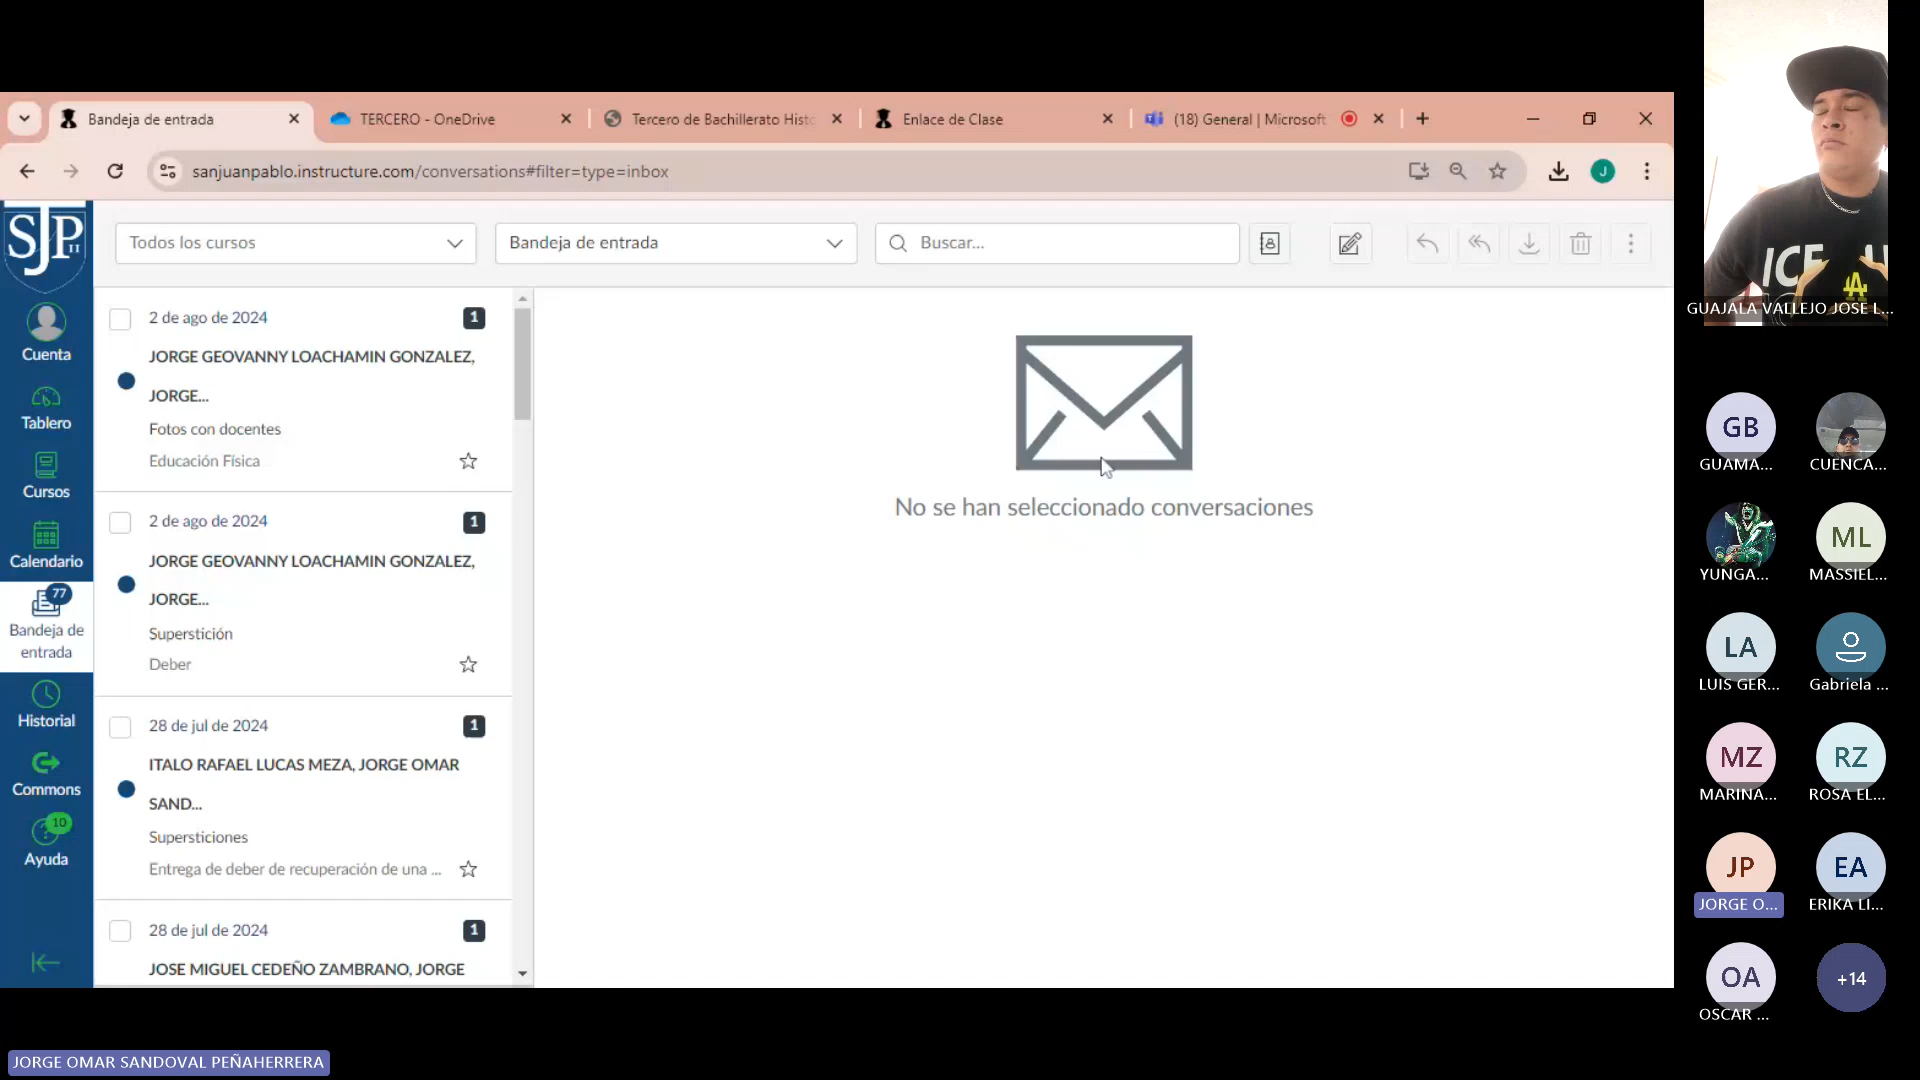 Bandeja de entrada
TERCERO - OneDrive
Tercero de Bachillerato Histo
Enlace de Clase
(18) General | Microsoft
sanjuanpablo.instructure.com/conversations#filter=type=inbox
J
SJP II
Todos los cursos
Bandeja de entrada
Buscar...
Cuenta
Tablero
Cursos
Calendario
77
Bandeja de
entrada
Historial
Commons
10
Ayuda
2 de ago de 2024
1
JORGE GEOVANNY LOACHAMIN GONZALEZ,
JORGE...
Fotos con docentes
Educación Física
2 de ago de 2024
1
JORGE GEOVANNY LOACHAMIN GONZALEZ,
JORGE...
Superstición
Deber
28 de jul de 2024
1
ITALO RAFAEL LUCAS MEZA, JORGE OMAR
SAND...
Supersticiones
Entrega de deber de recuperación de una ...
28 de jul de 2024
1
JOSE MIGUEL CEDEÑO ZAMBRANO, JORGE
No se han seleccionado conversaciones
ICE
LA
GUAJALA VALLEJO JOSE L...
GB
GUAMA...
CUENCA...
YUNGA...
ML
MASSIEL...
LA
LUIS GER...
Gabriela ...
MZ
MARINA...
RZ
ROSA EL...
JP
JORGE O...
EA
ERIKA LI...
OA
OSCAR ...
+14
JORGE OMAR SANDOVAL PEÑAHERRERA